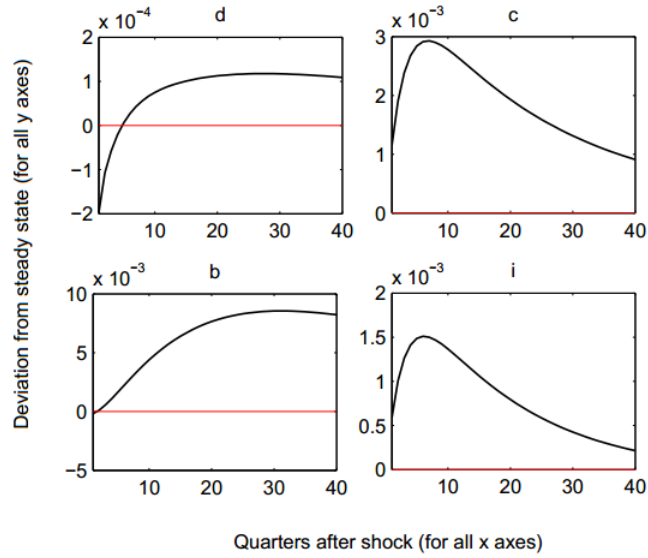 d
x 10⁻⁴
2
1
0
−1
−2
10 20 30 40
c
x 10⁻³
3
2
1
0
10 20 30 40
b
x 10⁻³
10
5
0
−5
10 20 30 40
i
x 10⁻³
2
1.5
1
0.5
0
10 20 30 40
Deviation from steady state (for all y axes)
Quarters after shock (for all x axes)